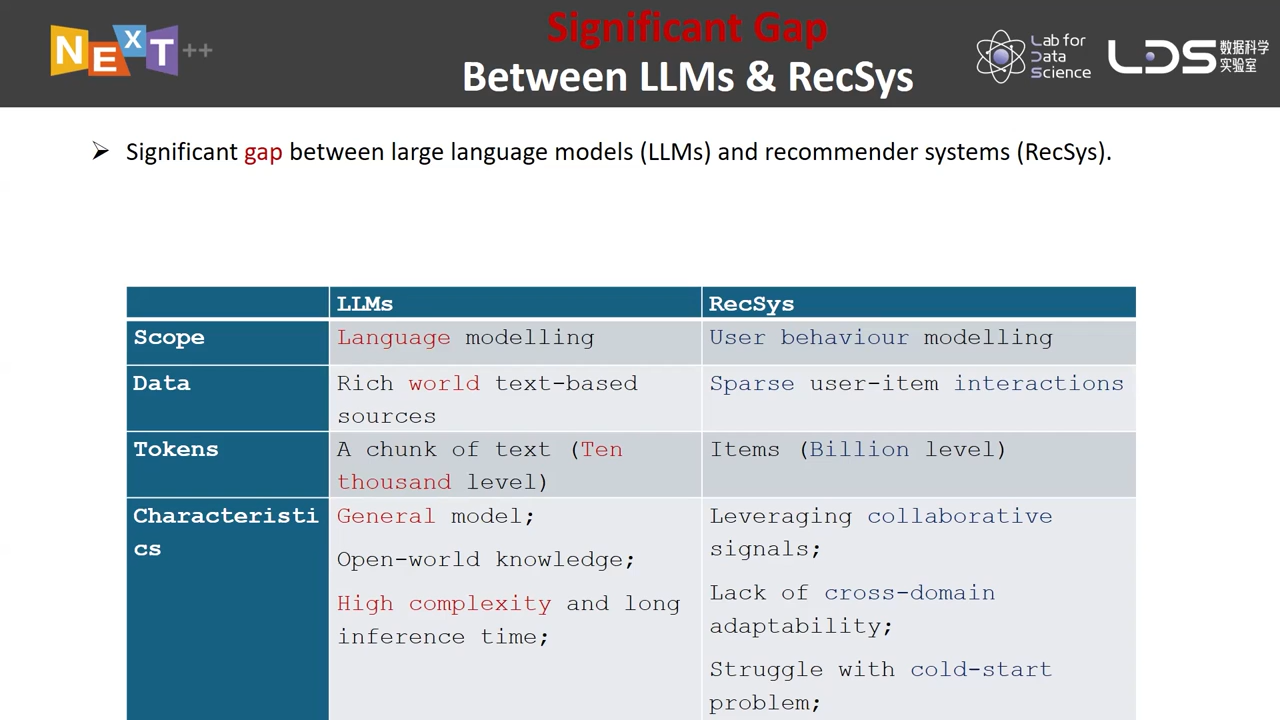 NEXT++
Significant Gap
Between LLMs & RecSys
Lab for
Data
Science
LDS 数据科学
实验室
Significant gap between large language models (LLMs) and recommender systems (RecSys).
LLMs RecSys
Scope Language modelling User behaviour modelling
Data Rich world text-based Sparse user-item interactions
sources
Tokens A chunk of text (Ten Items (Billion level)
thousand level)
Characteristi General model; Leveraging collaborative
cs signals;
Open-world knowledge;
Lack of cross-domain
High complexity and long adaptability;
inference time;
Struggle with cold-start
problem;